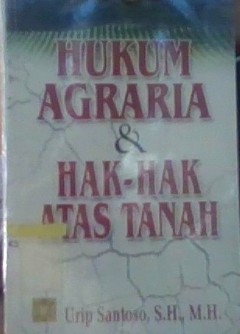 HUKUM
AGRARIA
&
HAK-HAK
ATAS TANAH
Urip Santoso, S.H., M.H.